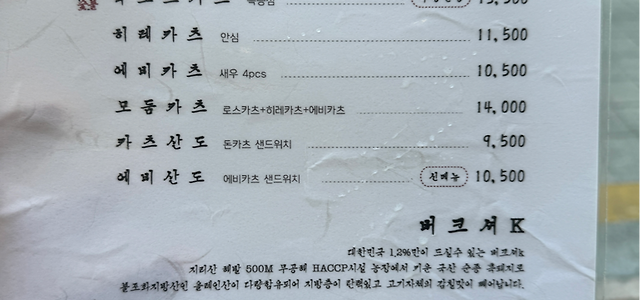 히레카츠 안심 11,500
에비카츠 새우 4pcs 10,500
모둠카츠 로스카츠+히레카츠+에비카츠 14,000
카츠산도 돈카츠 샌드위치 9,500
에비산도 에비카츠 샌드위치 신메뉴 10,500
버크셔K
대한민국 1.2%만이 드실수 있는 버크셔k
지리산 해발 500M 무공해 HACCP시설 농장에서 키운 국산 순종 흑돼지로
불포화지방산인 올레인산이 다량함유되어 지방층이 탄력있고 고기자체의 감칠맛이 뛰어납니다.